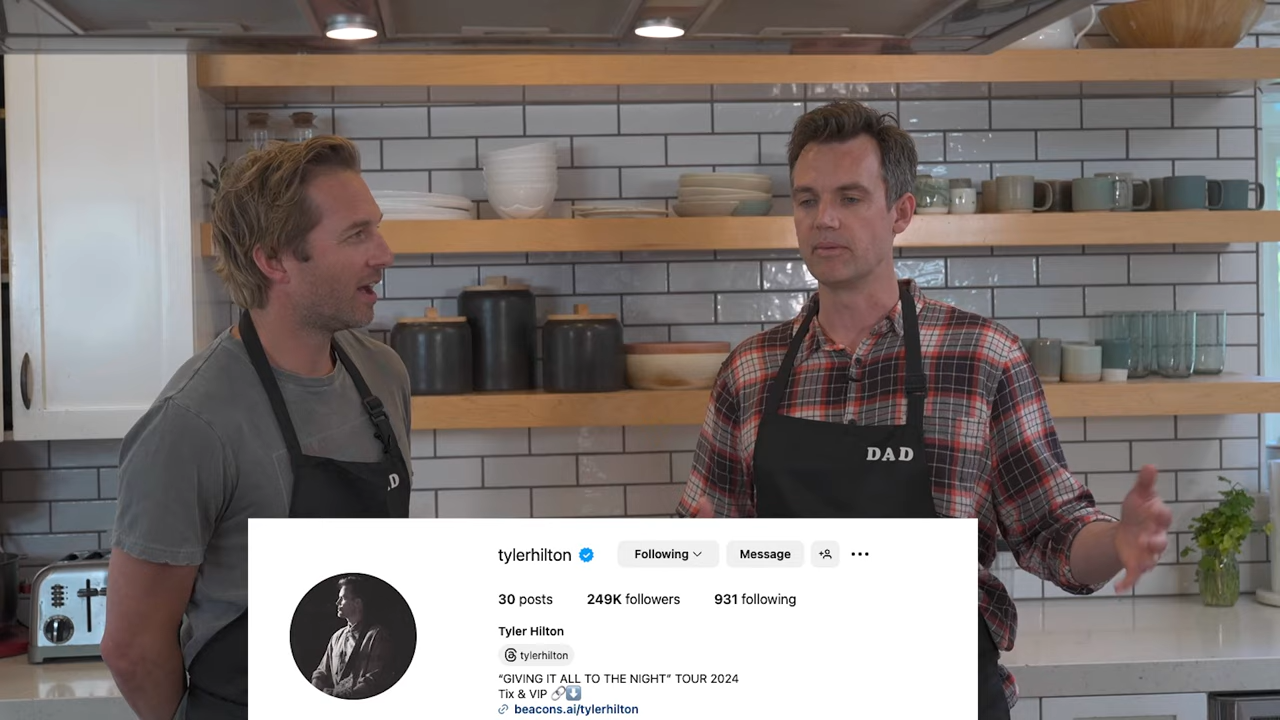 DAD
.D
tylerhilton
Following
Message
30 posts
249K followers
931 following
Tyler Hilton
tylerhilton
“GIVING IT ALL TO THE NIGHT” TOUR 2024
Tix & VIP 🔗⬇️
beacons.ai/tylerhilton